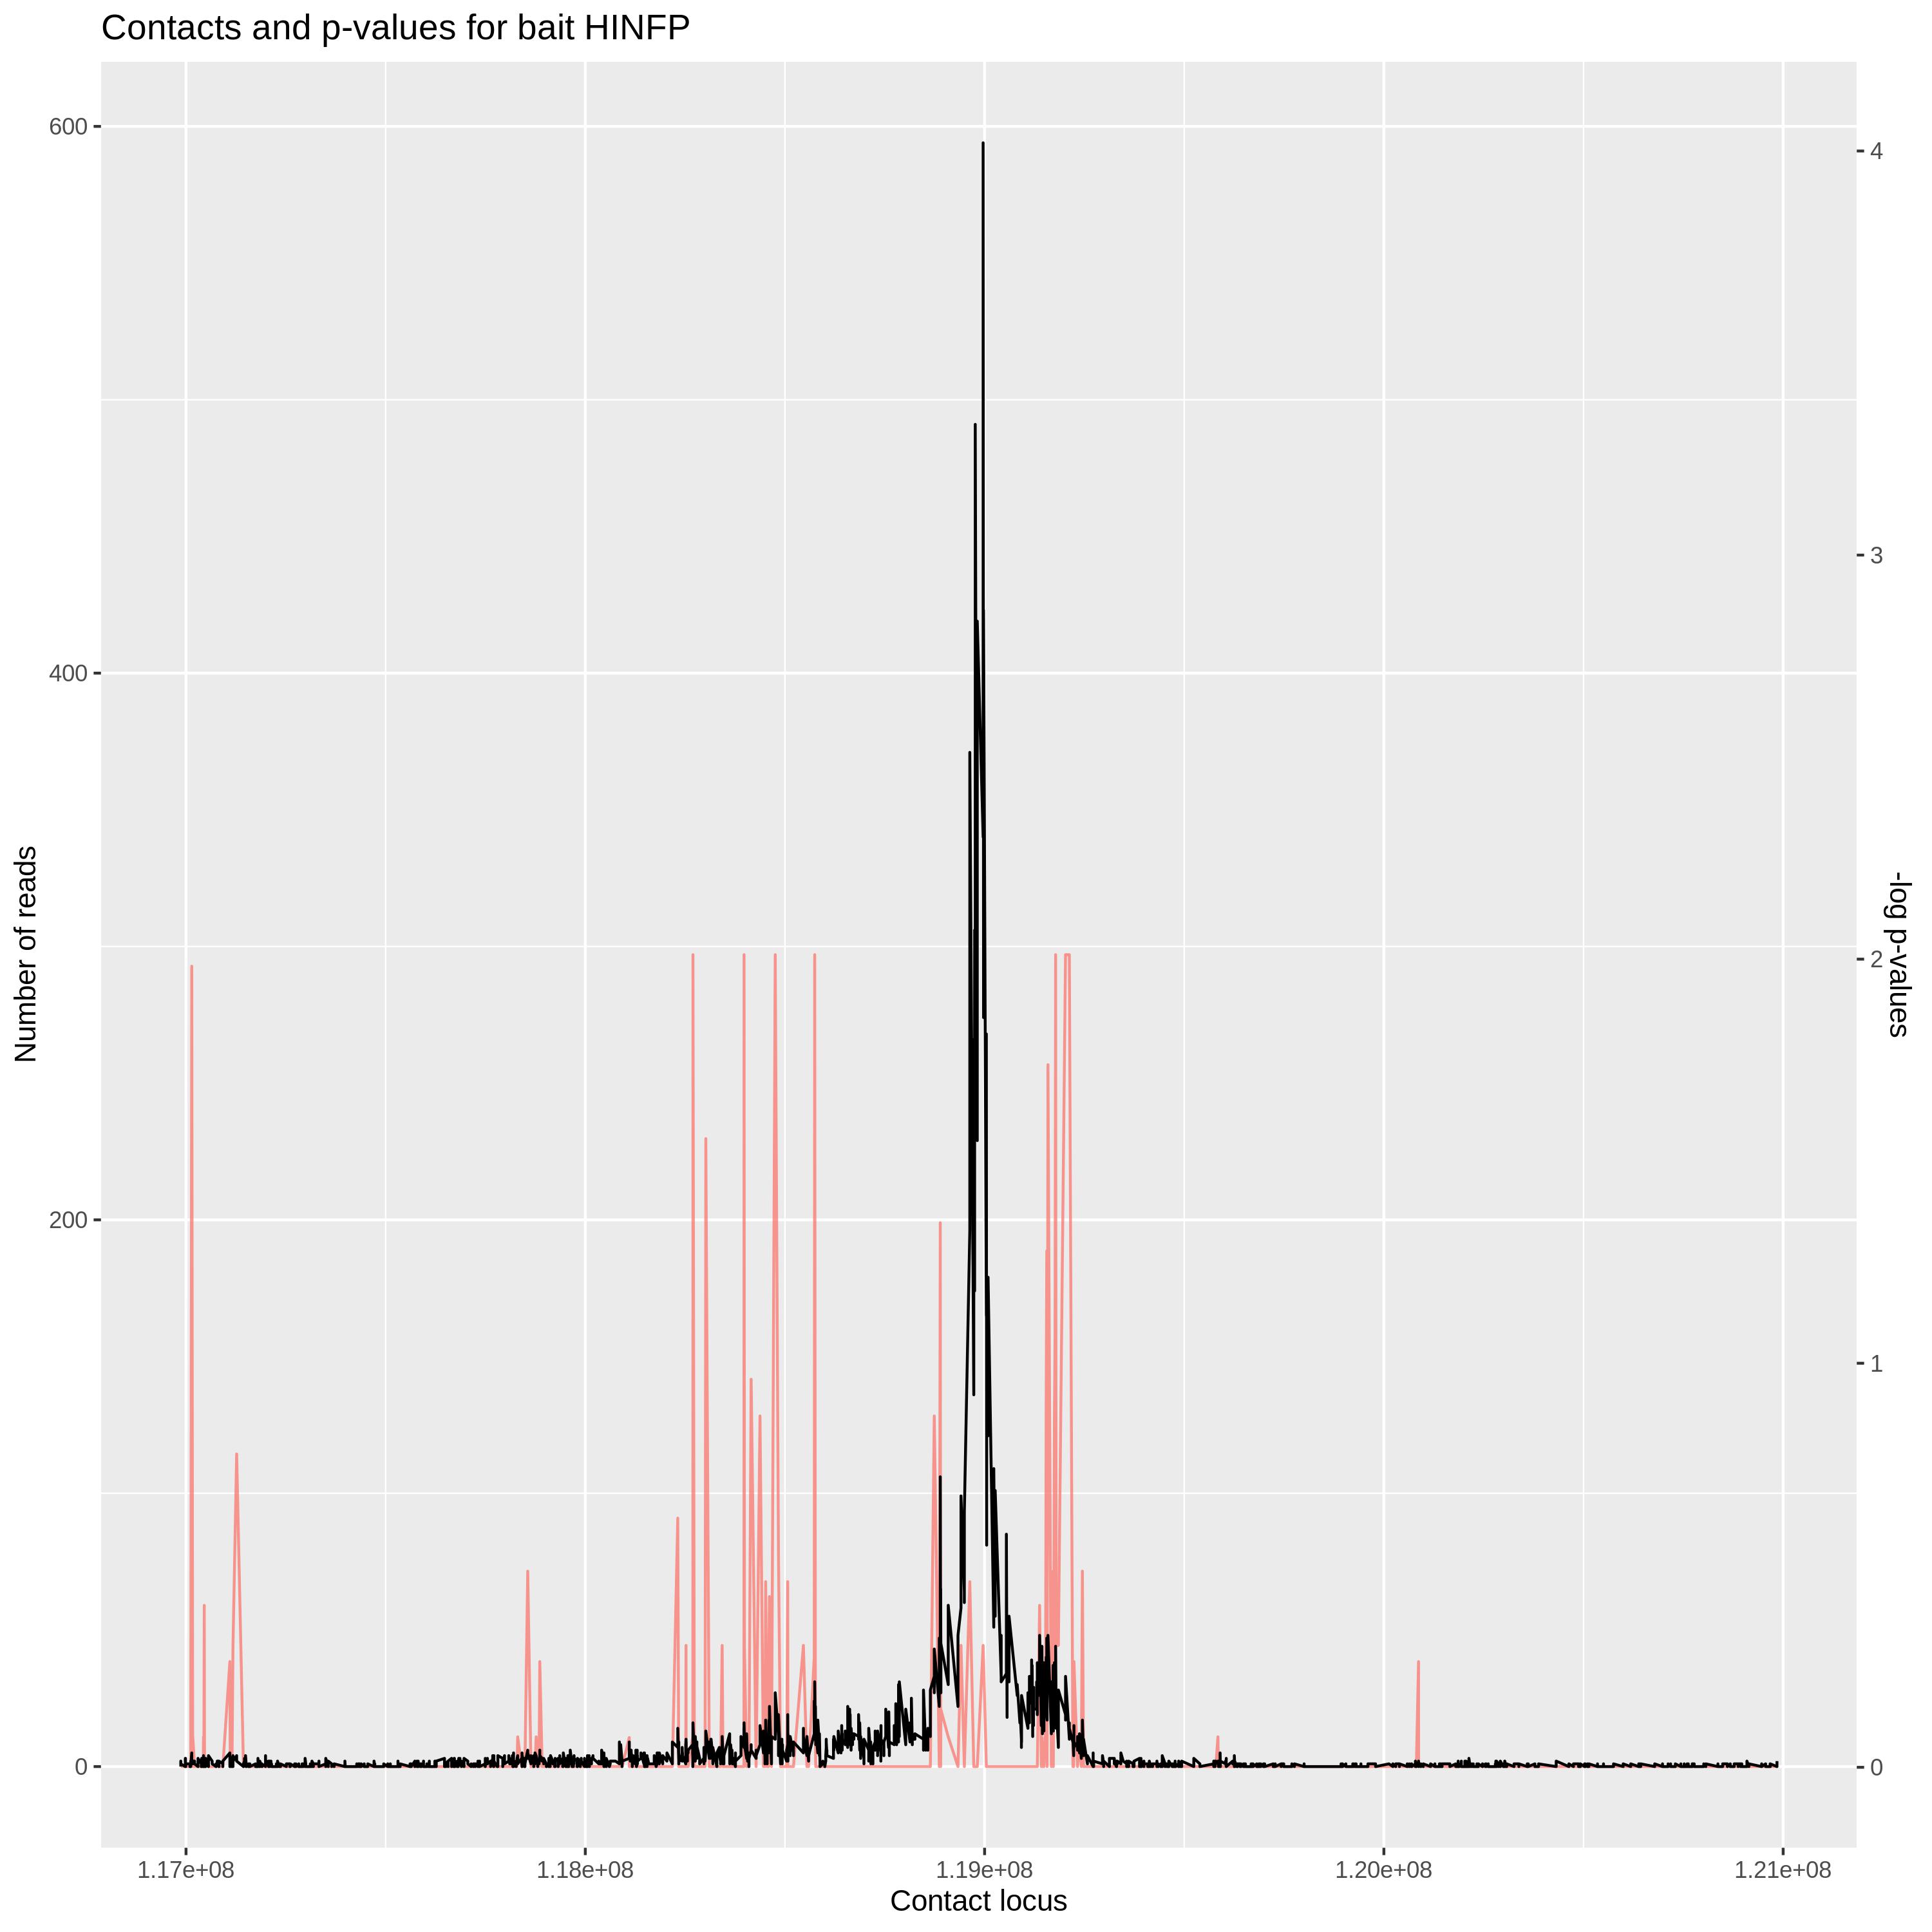 Contacts and p-values for bait HINFP
600
400
200
0
Number of reads
4
3
2
1
0
-log p-values
1.17e+08 1.18e+08 1.19e+08 1.20e+08 1.21e+08
Contact locus